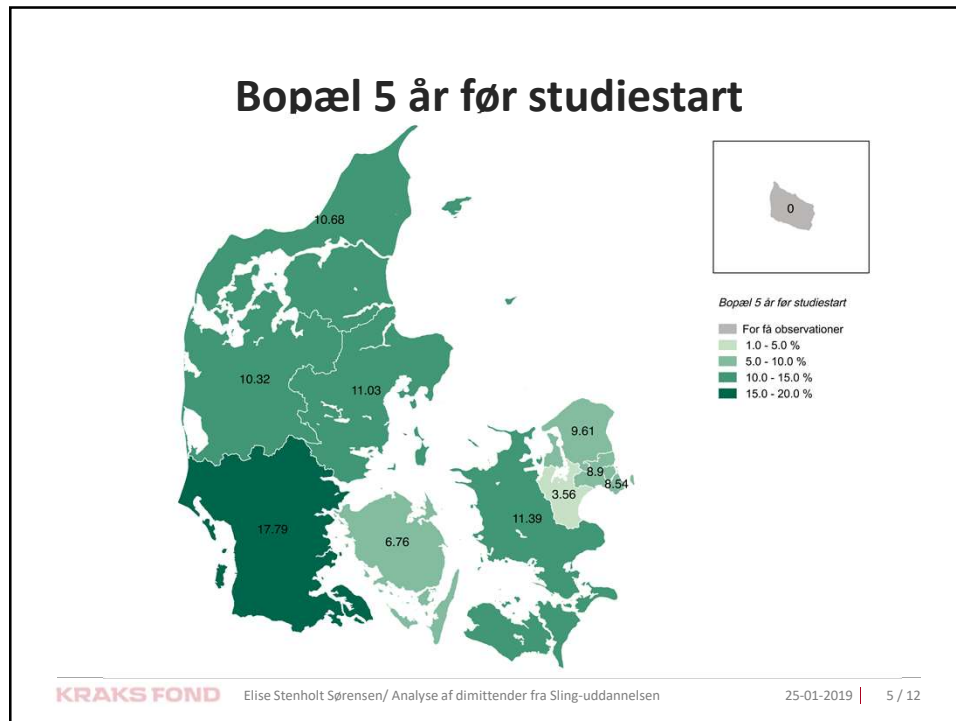 Bopæl 5 år før studiestart
10.68
0
Bopæl 5 år før studiestart
For få observationer
1.0 - 5.0 %
5.0 - 10.0 %
10.0 - 15.0 %
15.0 - 20.0 %
10.32
11.03
9.61
8.9
8.54
3.56
11.39
17.79
6.76
KRAKS FOND Elise Stenholt Sørensen/ Analyse af dimittender fra Sling-uddannelsen 25-01-2019 5 / 12